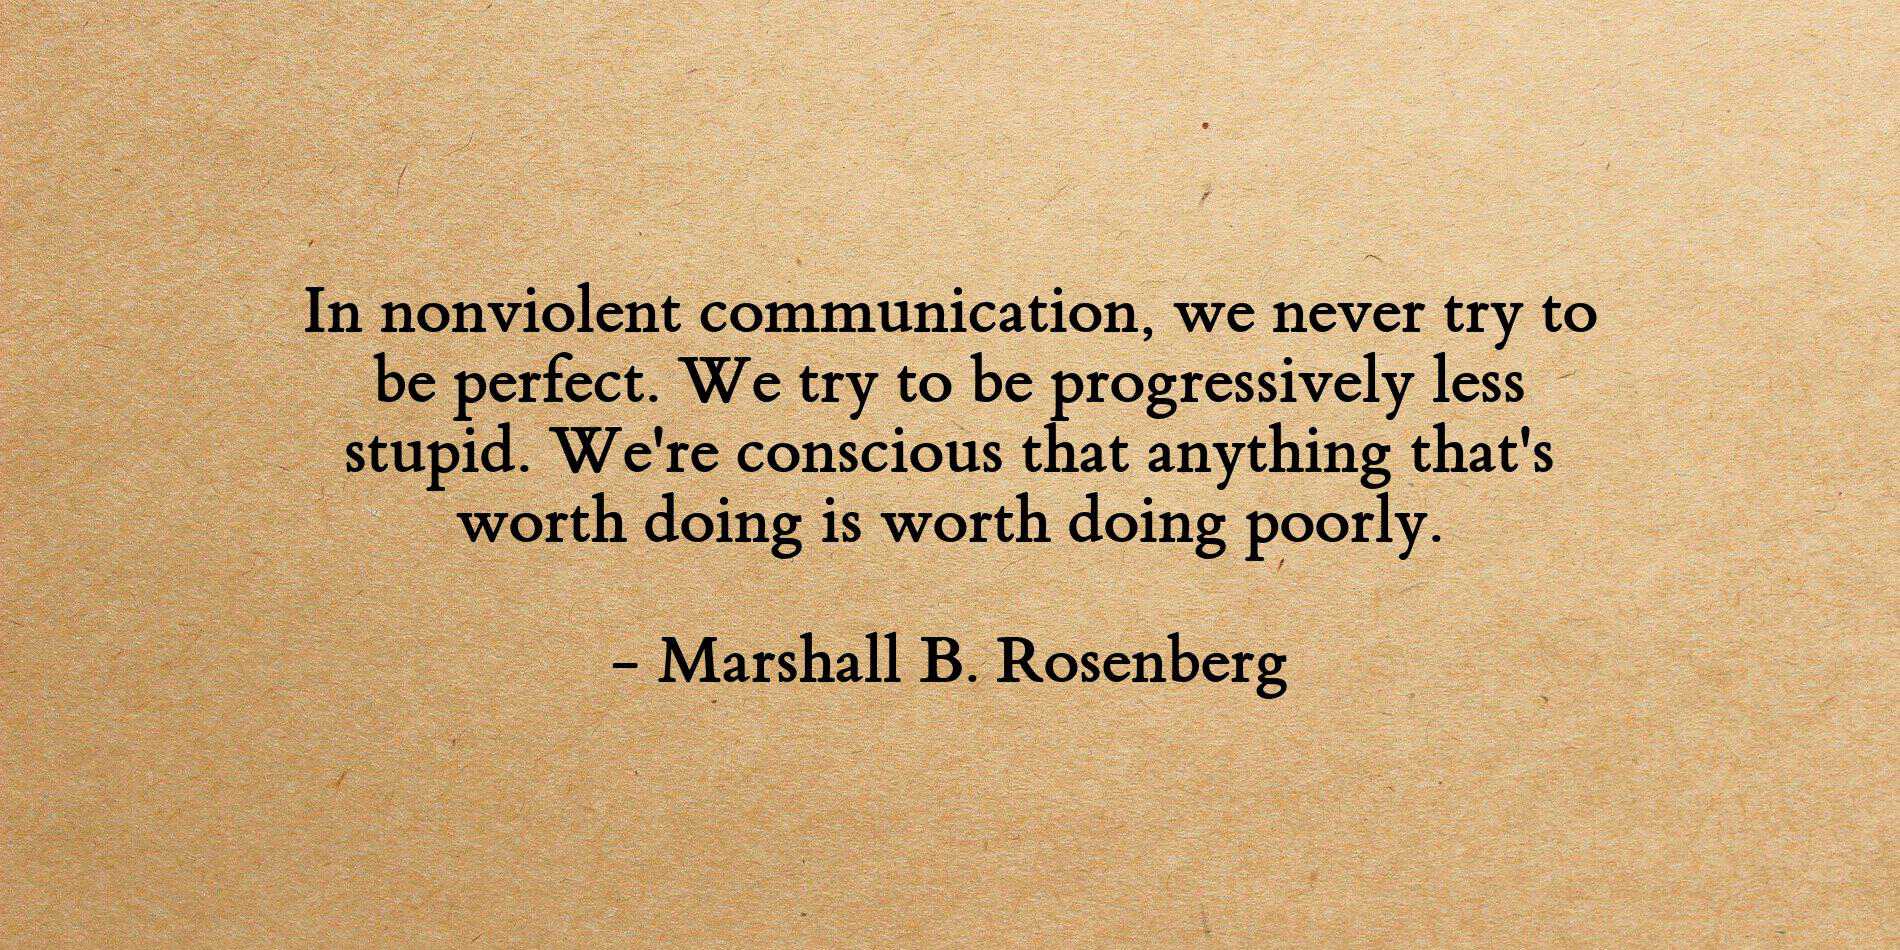 In nonviolent communication, we never try to
be perfect. We try to be progressively less
stupid. We're conscious that anything that's
worth doing is worth doing poorly.
– Marshall B. Rosenberg